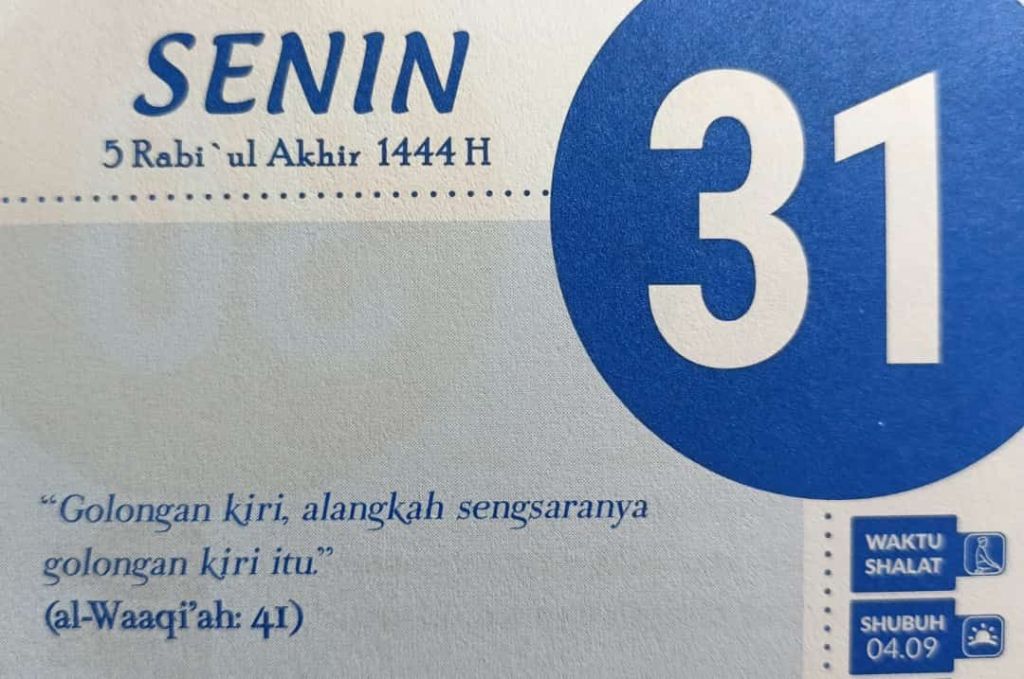 SENIN
5 Rabi`ul Akhir 1444 H
31
“Golongan kiri, alangkah sengsaranya
golongan kiri itu.”
(al-Waaqi’ah: 41)
WAKTU
SHALAT
SHUBUH
04.09